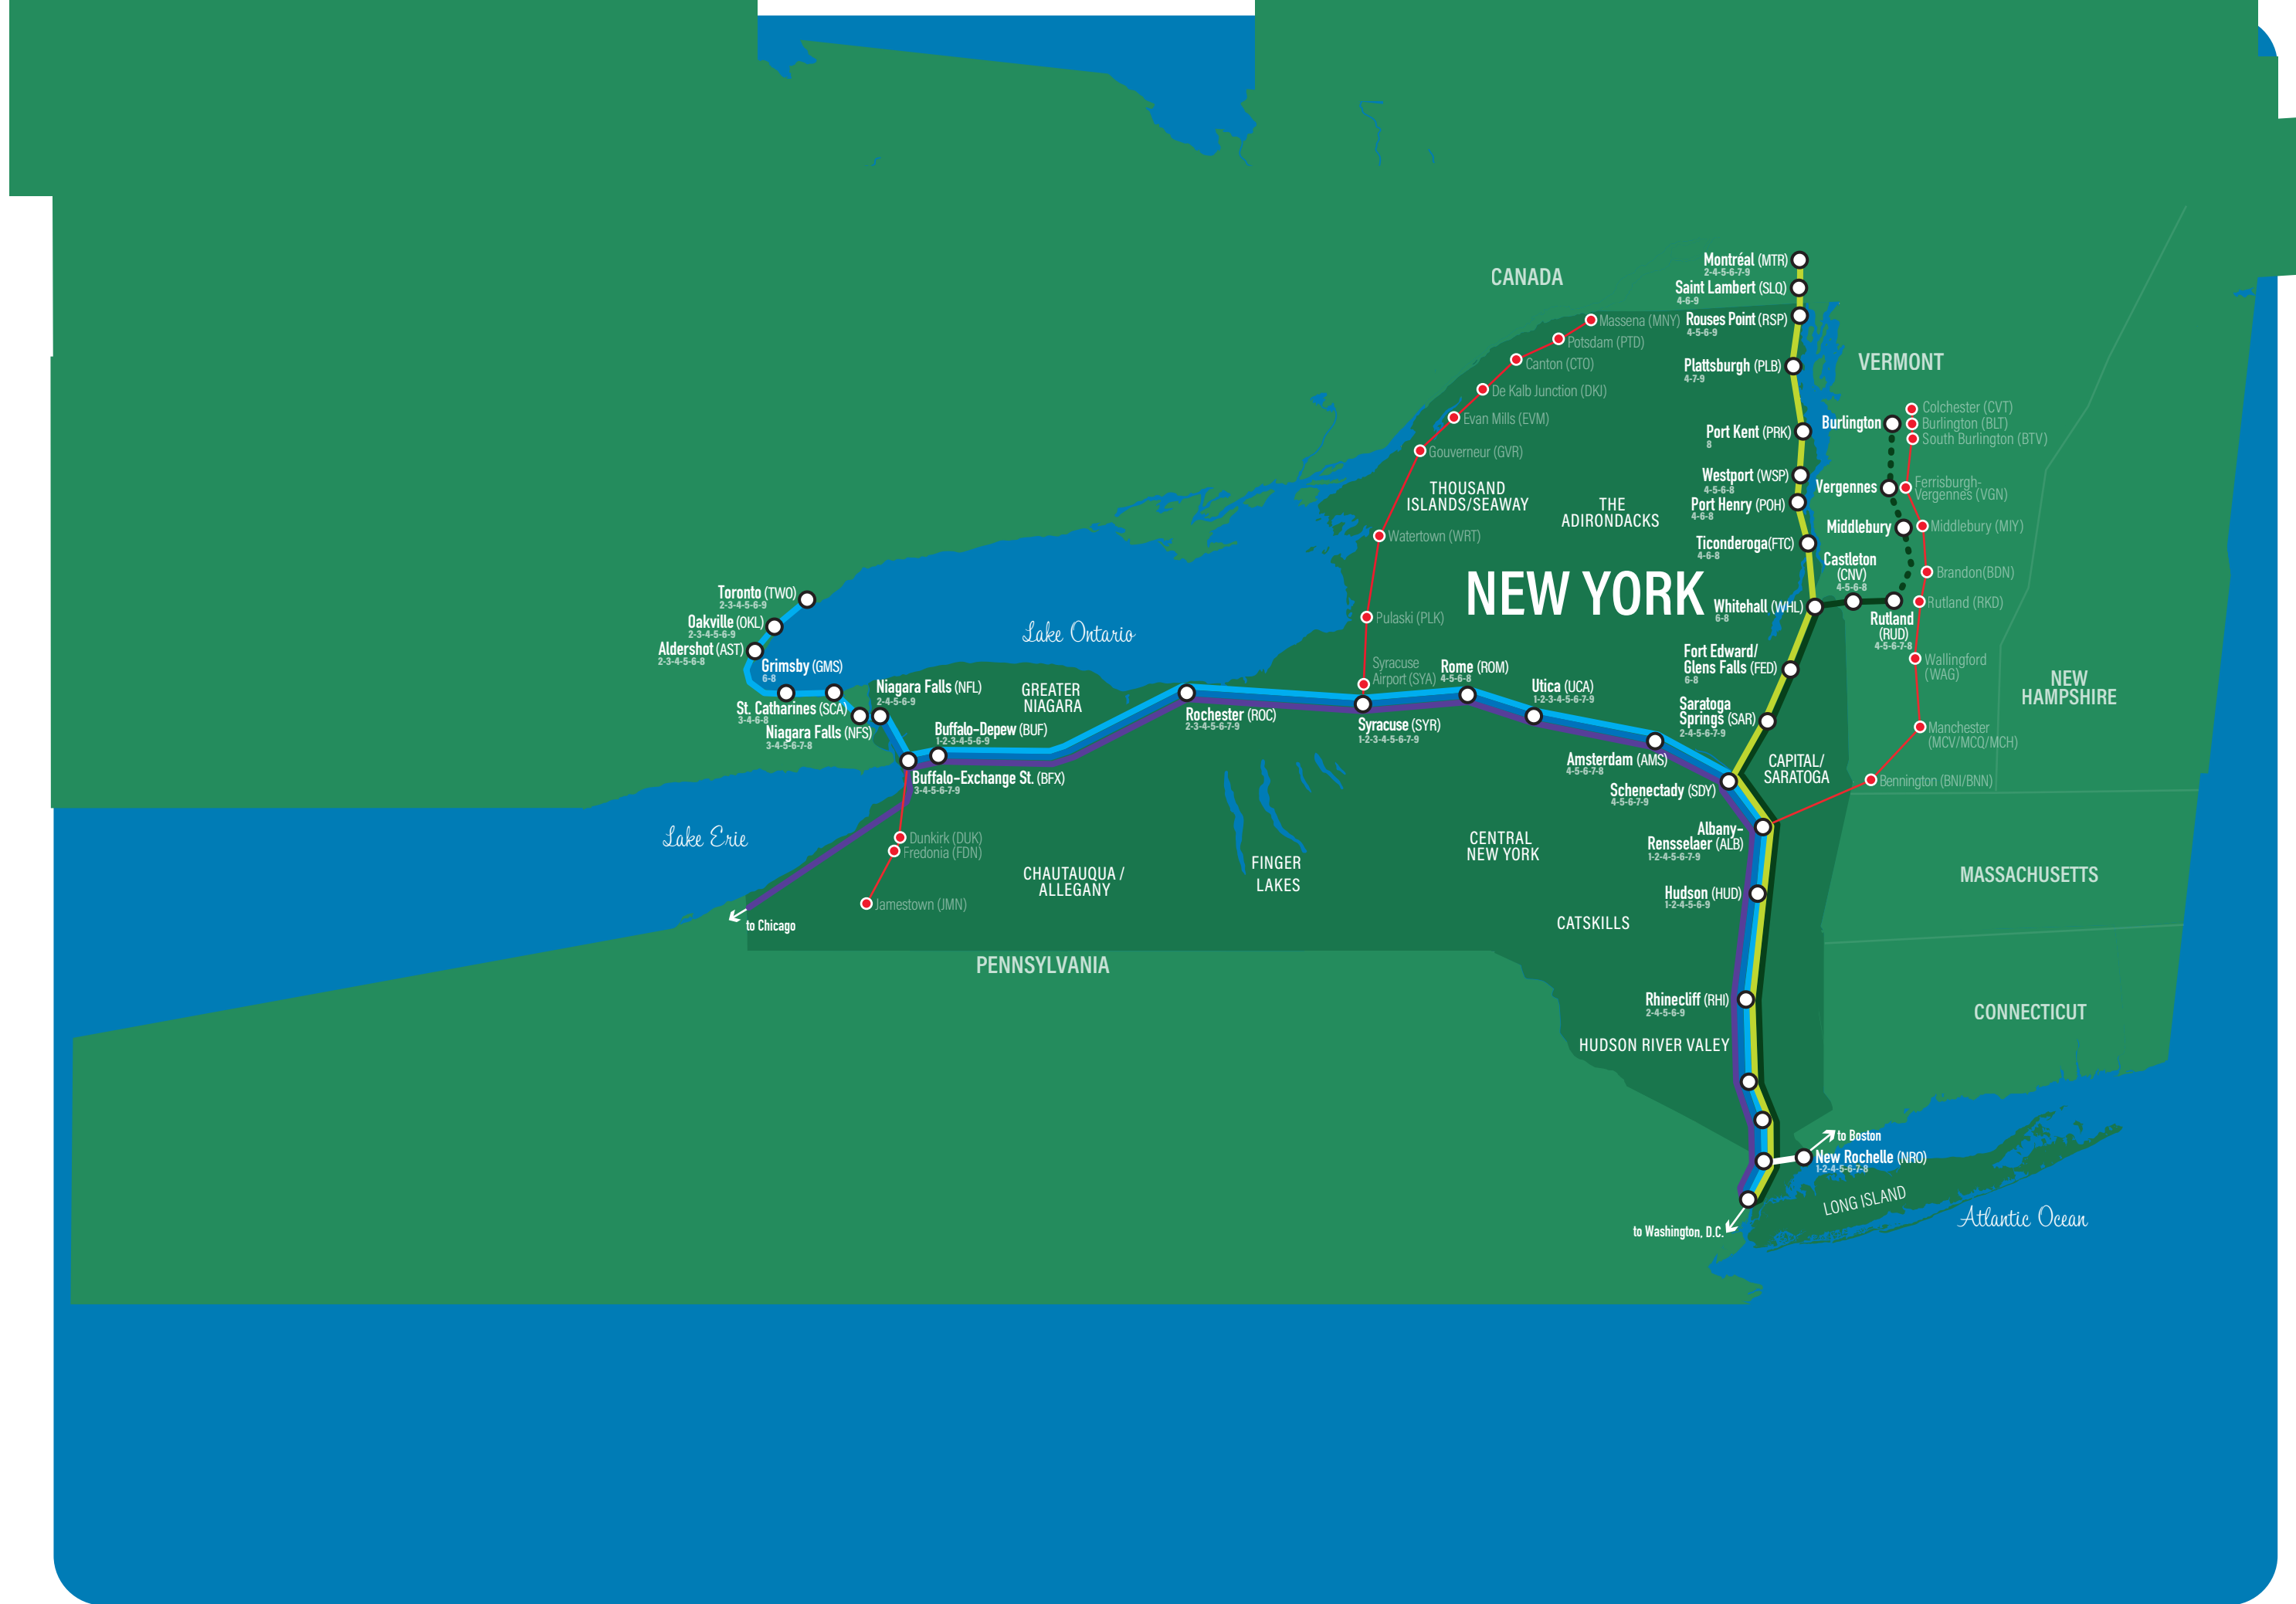 CANADA
Montréal (MTR)
2-4-5-6-7-9
Saint Lambert (SLQ)
4-6-9
Massena (MNY)
Rouses Point (RSP)
4-5-6-9
Potsdam (PTD)
Canton (CTO)
Plattsburgh (PLB)
4-7-9
VERMONT
De Kalb Junction (DKJ)
Evan Mills (EVM)
Gouverneur (GVR)
Colchester (CVT)
Burlington
Burlington (BLT)
South Burlington (BTV)
Port Kent (PRK)
8
Westport (WSP)
4-5-6-8
Vergennes
Ferrisburgh-
Vergennes (VGN)
Port Henry (POH)
4-6-8
THOUSAND
ISLANDS/SEAWAY
THE
ADIRONDACKS
Middlebury
Middlebury (MIY)
Watertown (WRT)
Ticonderoga(FTC)
4-6-8
Castleton
(CNV)
4-5-6-8
Brandon(BDN)
NEW YORK
Whitehall (WHL)
6-8
Rutland (RKD)
Rutland
(RUD)
4-5-6-7-8
Pulaski (PLK)
Toronto (TWO)
2-3-4-5-6-9
Oakville (OKL)
2-3-4-5-6-9
Aldershot (AST)
2-3-4-5-6-8
Grimsby (GMS)
6-8
Lake Ontario
Syracuse
Airport (SYA)
Rome (ROM)
4-5-6-8
Fort Edward/
Glens Falls (FED)
6-8
Wallingford
(WAG)
NEW
HAMPSHIRE
Niagara Falls (NFL)
2-4-5-6-9
GREATER
NIAGARA
Utica (UCA)
1-2-3-4-5-6-7-9
St. Catharines (SCA)
3-4-6-8
Niagara Falls (NFS)
3-4-5-6-7-8
Buffalo-Depew (BUF)
1-2-3-4-5-6-9
Rochester (ROC)
2-3-4-5-6-7-9
Syracuse (SYR)
1-2-3-4-5-6-7-9
Saratoga
Springs (SAR)
2-4-5-6-7-9
Manchester
(MCV/MCQ/MCH)
Amsterdam (AMS)
4-5-6-7-8
CAPITAL/
SARATOGA
Buffalo-Exchange St. (BFX)
3-4-5-6-7-9
Schenectady (SDY)
4-5-6-7-9
Bennington (BNI/BNN)
Lake Erie
Dunkirk (DUK)
Fredonia (FDN)
CENTRAL
NEW YORK
Albany-
Rensselaer (ALB)
1-2-4-5-6-7-9
CHAUTAUQUA /
ALLEGANY
FINGER
LAKES
MASSACHUSETTS
Jamestown (JMN)
Hudson (HUD)
1-2-4-5-6-9
to Chicago
CATSKILLS
PENNSYLVANIA
Rhinecliff (RHI)
2-4-5-6-9
CONNECTICUT
HUDSON RIVER VALEY
to Boston
New Rochelle (NRO)
1-2-4-5-6-7-8
LONG ISLAND
Atlantic Ocean
to Washington, D.C.